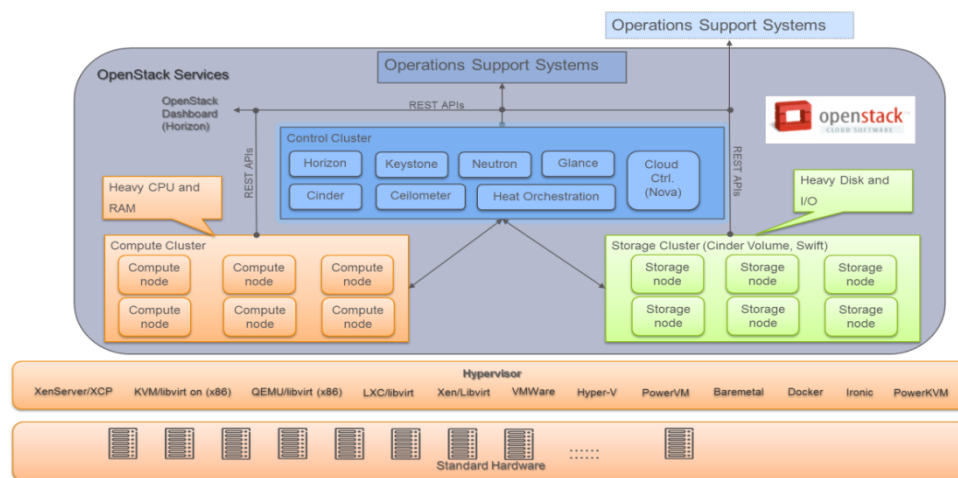 Operations Support Systems
OpenStack Services
Operations Support Systems
OpenStack
Dashboard
(Horizon)
REST APIs
openstack
CLOUD SOFTWARE
Control Cluster
Horizon
Keystone
Neutron
Glance
Cloud
Ctrl.
(Nova)
Cinder
Ceilometer
Heat Orchestration
REST APIs
REST APIs
Heavy CPU and
RAM
Heavy Disk and
I/O
Compute Cluster
Compute
node
Compute
node
Compute
node
Compute
node
Compute
node
Compute
node
Storage Cluster (Cinder Volume, Swift)
Storage
node
Storage
node
Storage
node
Storage
node
Storage
node
Storage
node
Hypervisor
XenServer/XCP KVM/libvirt on (x86) QEMU/libvirt (x86) LXC/libvirt Xen/Libvirt VMWare Hyper-V PowerVM Baremetal Docker Ironic PowerKVM
......
Standard Hardware